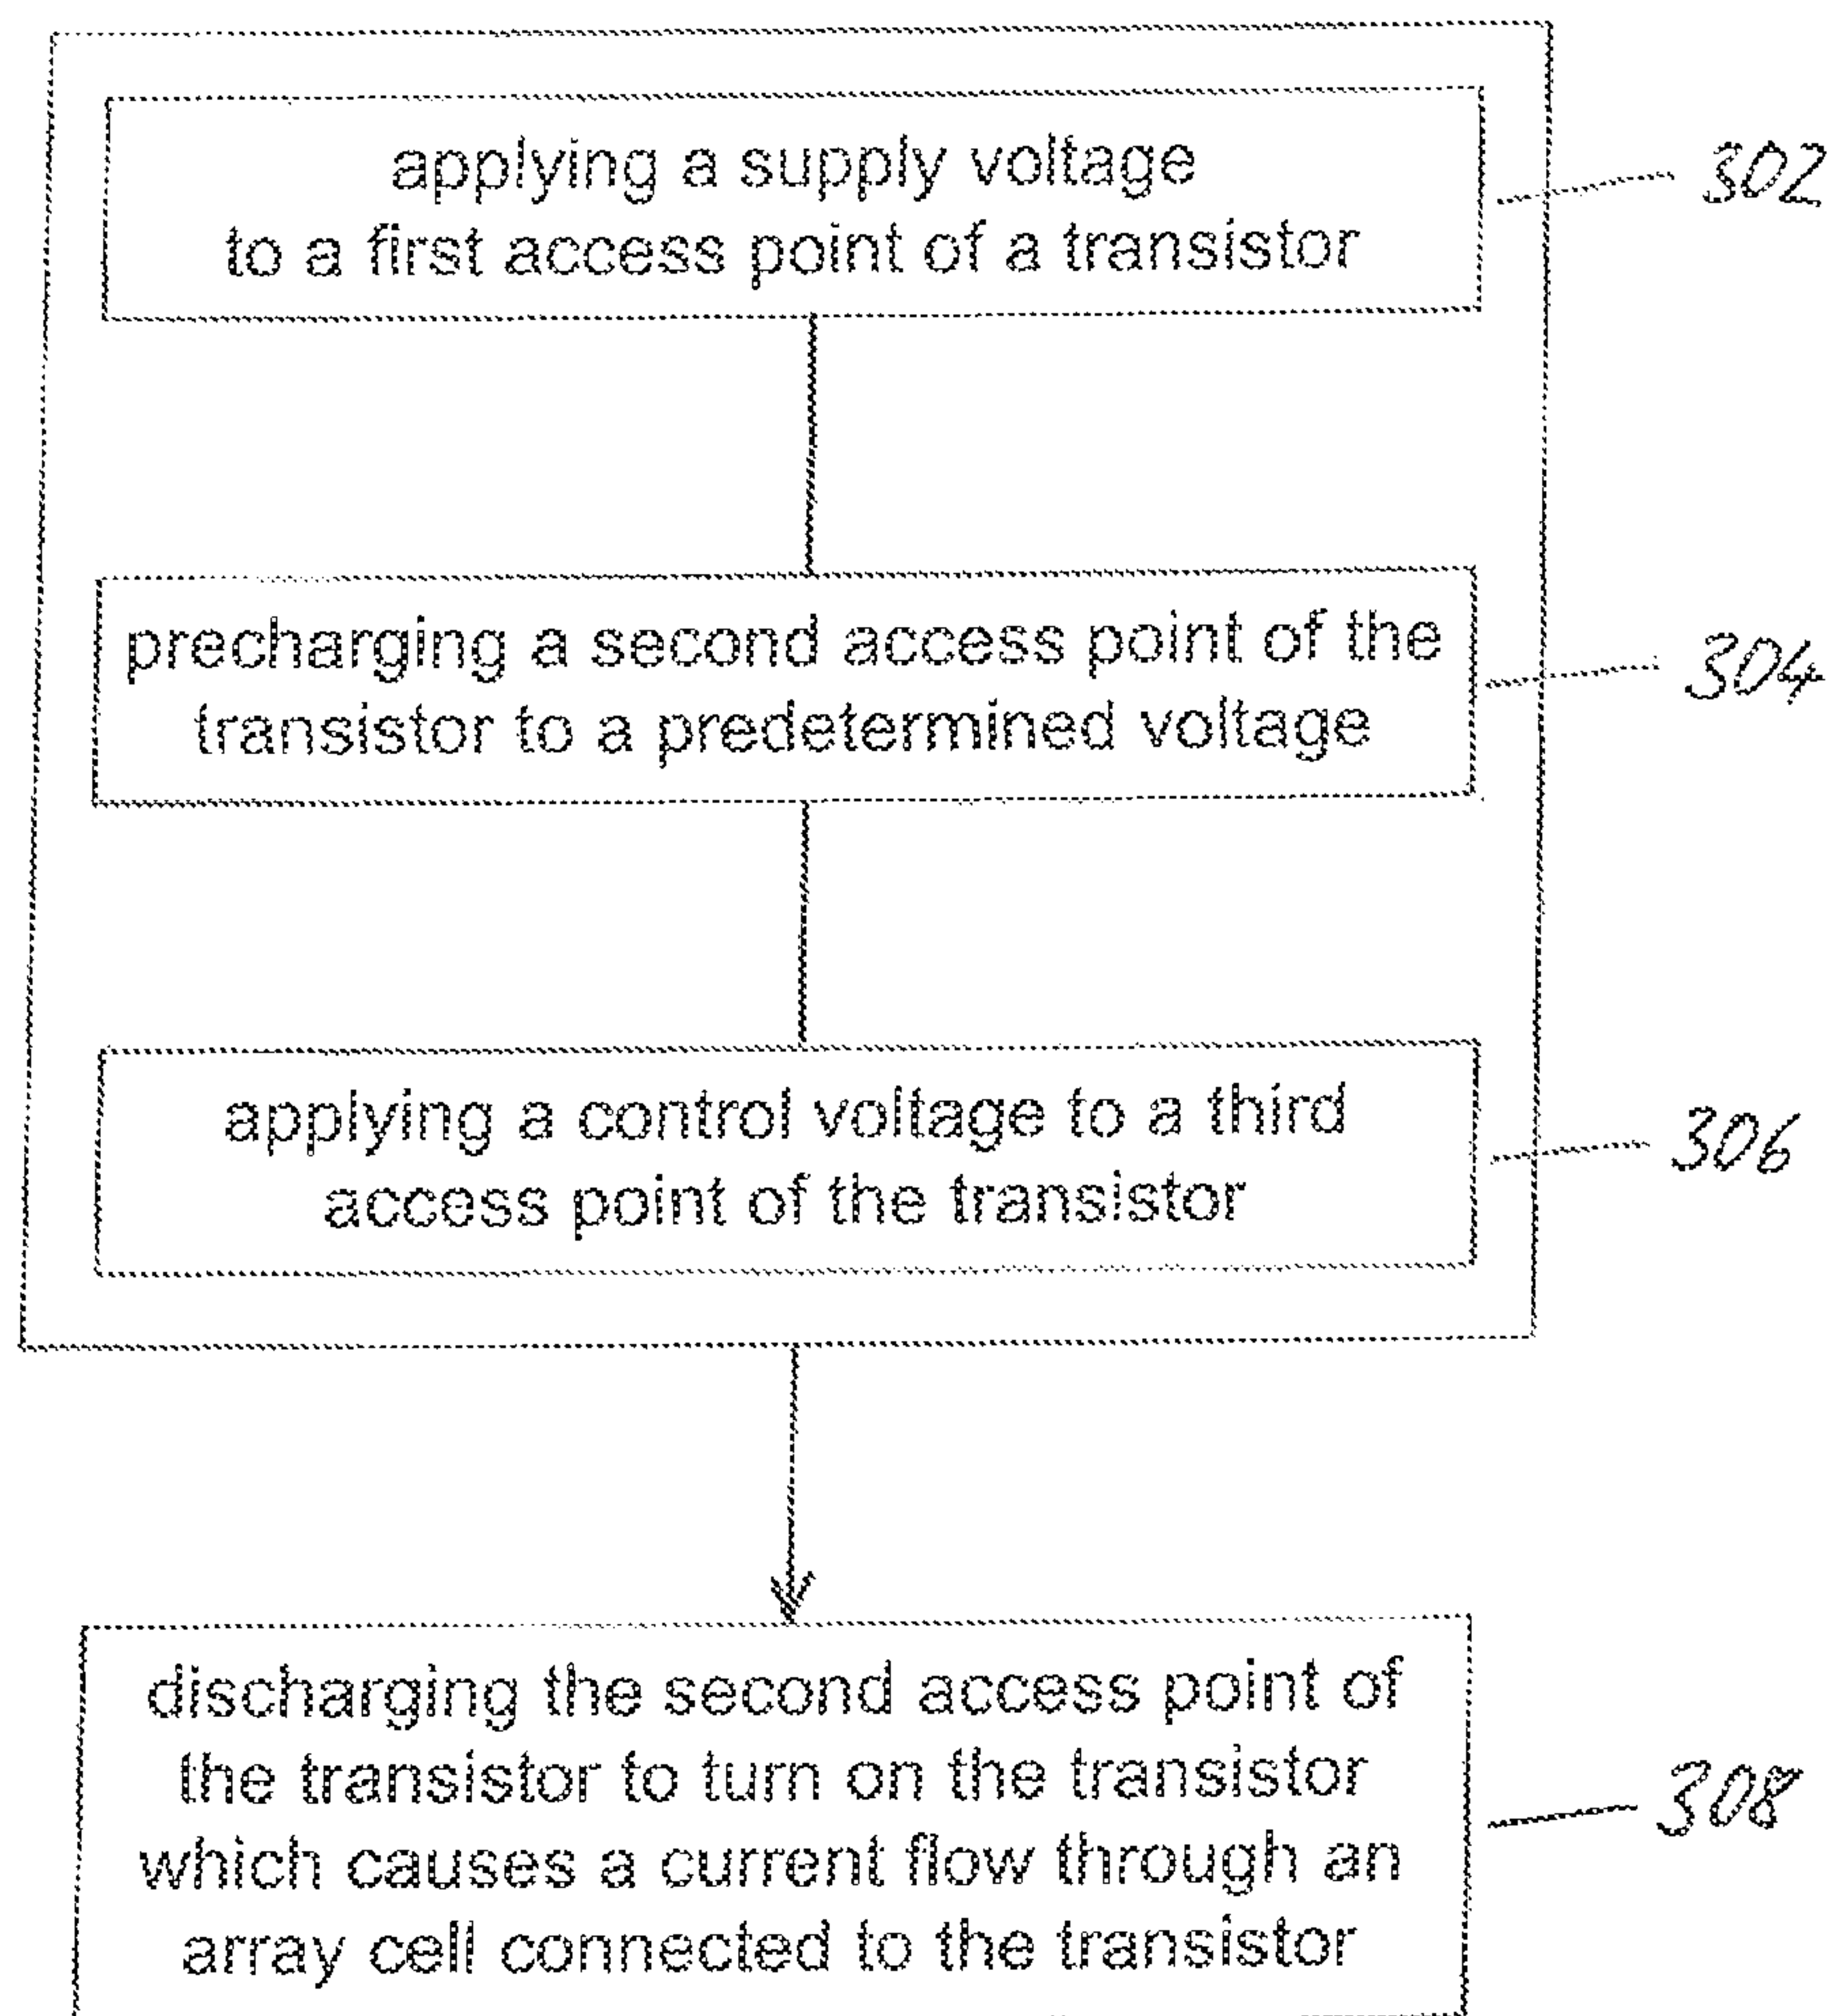 applying a supply voltage
to a first access point of a transistor
302
precharging a second access point of the
transistor to a predetermined voltage
304
applying a control voltage to a third
access point of the transistor
306
discharging the second access point of
the transistor to turn on the transistor
which causes a current flow through an
array cell connected to the transistor
308